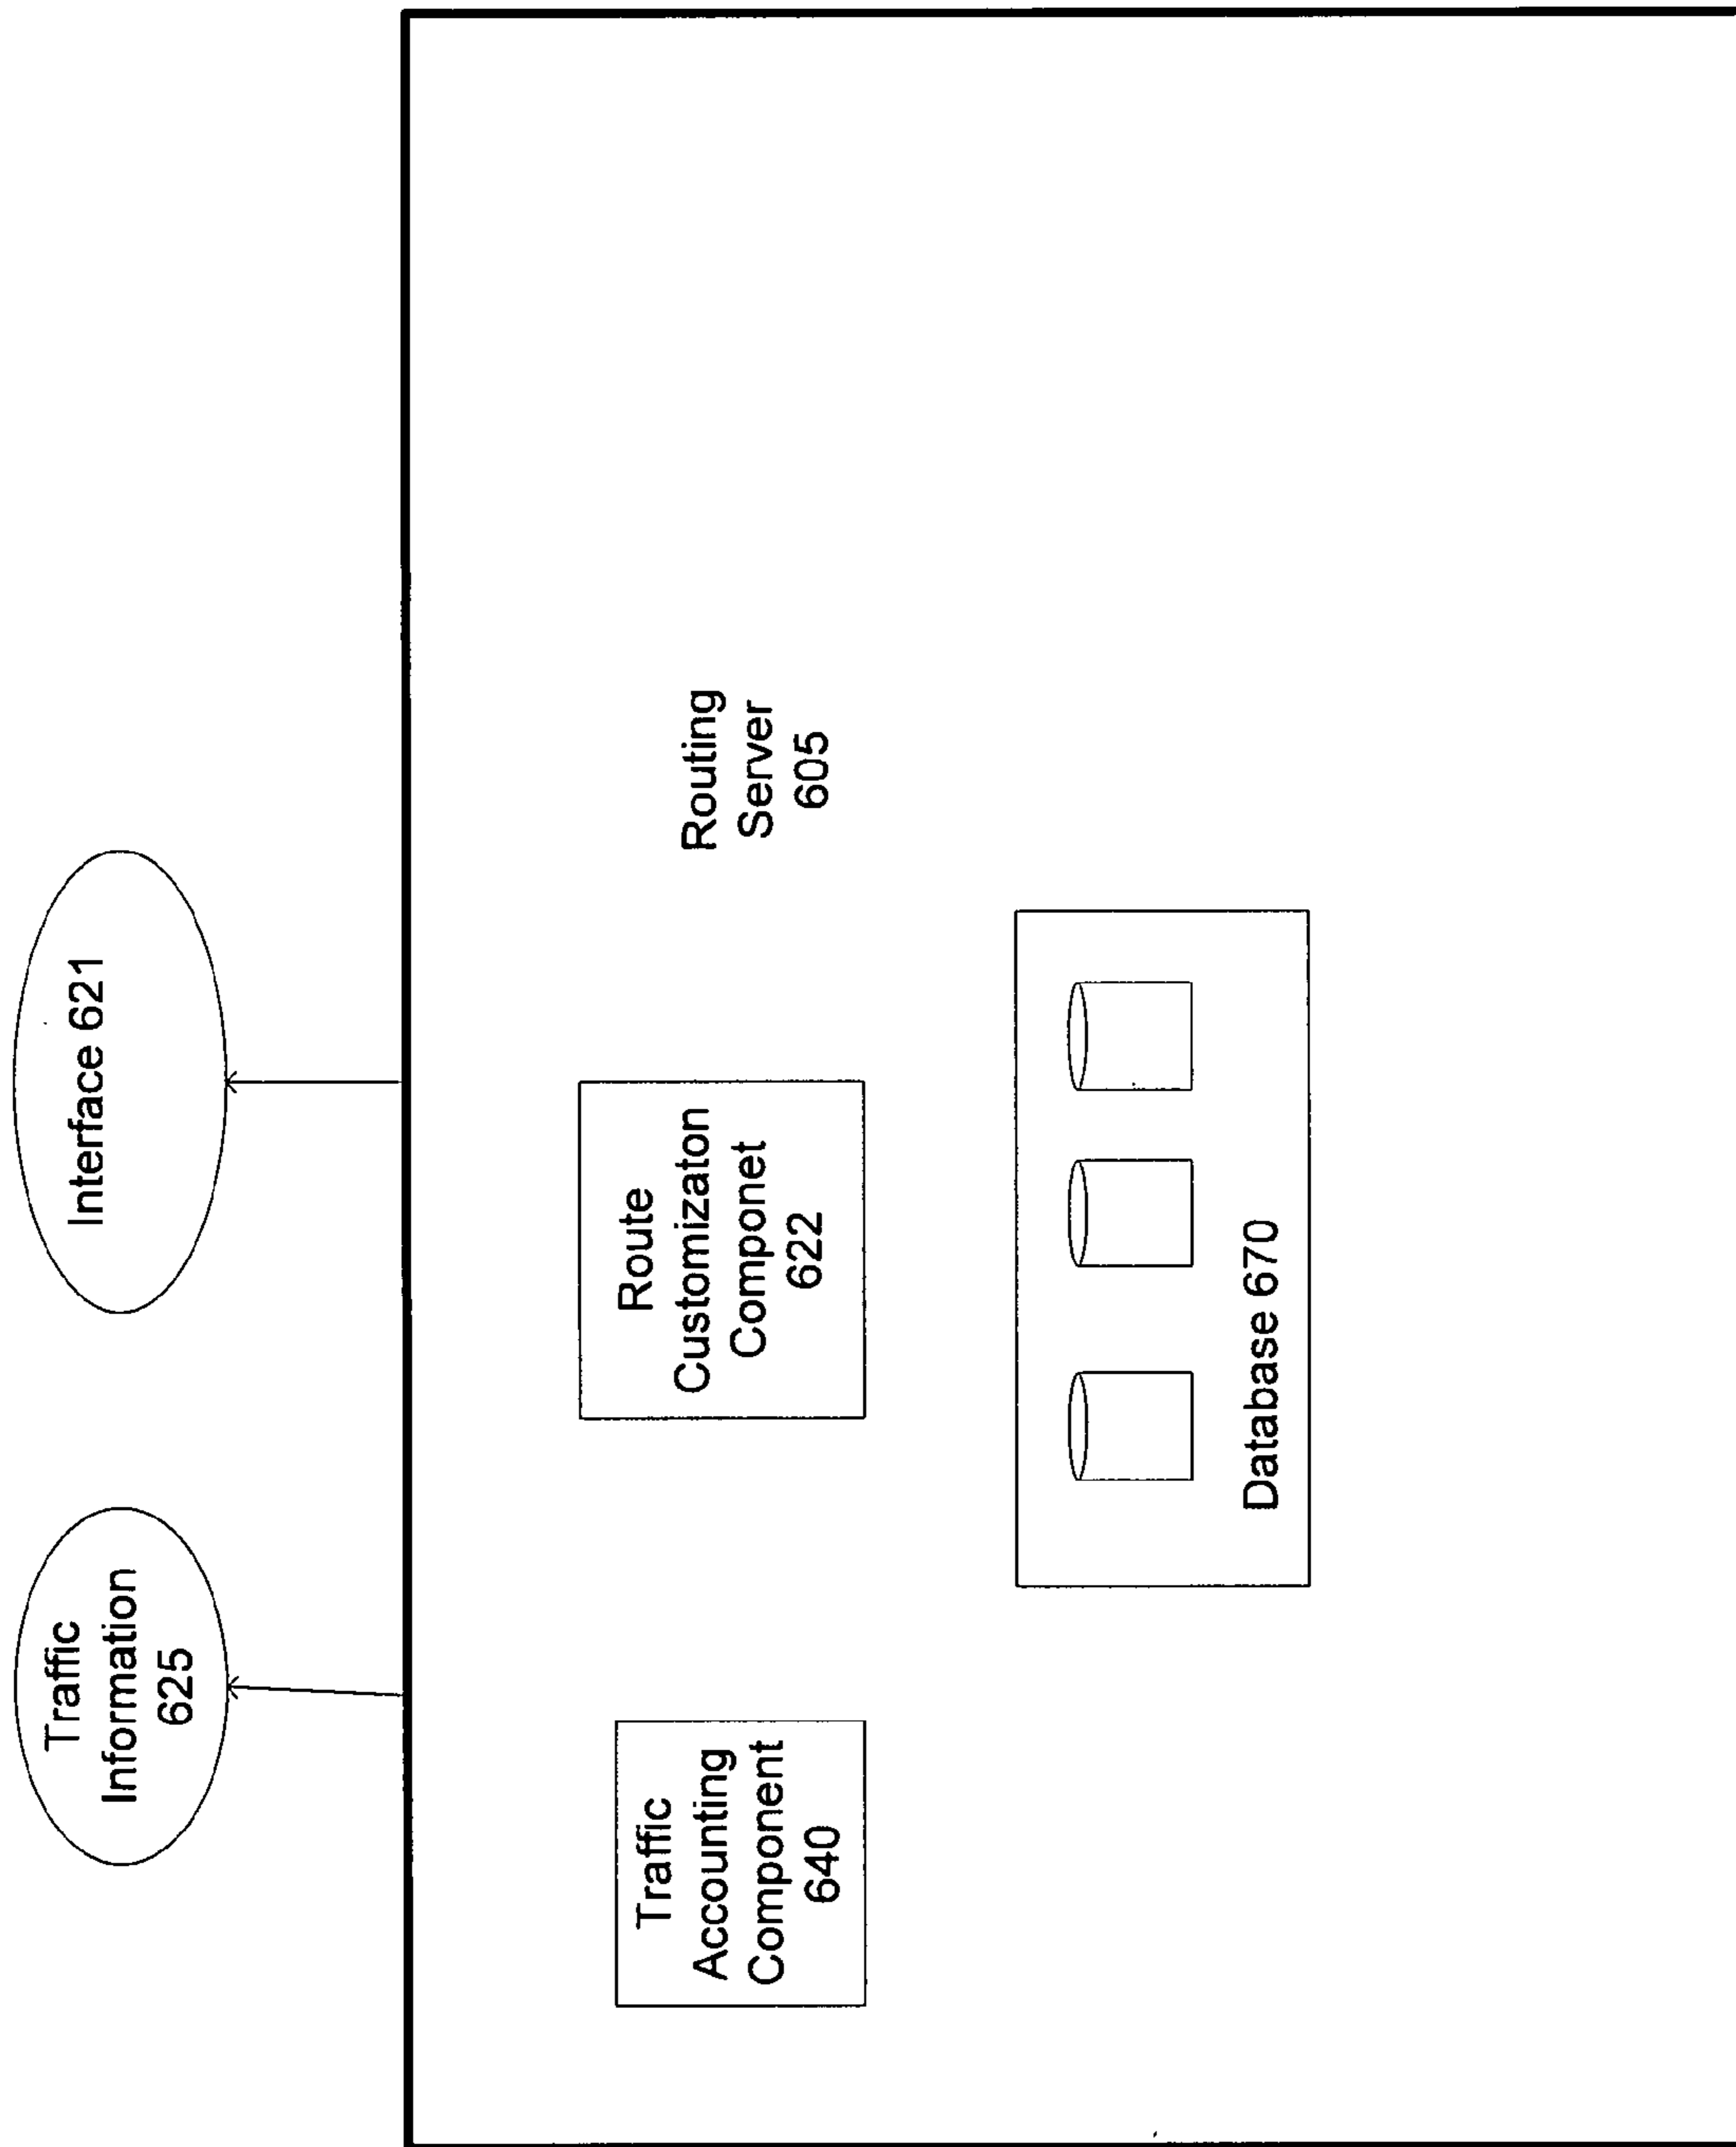 Traffic
Information
625
Interface 621
Traffic
Accounting
Component
640
Route
Customizaton
Componet
622
Routing
Server
605
Database 670